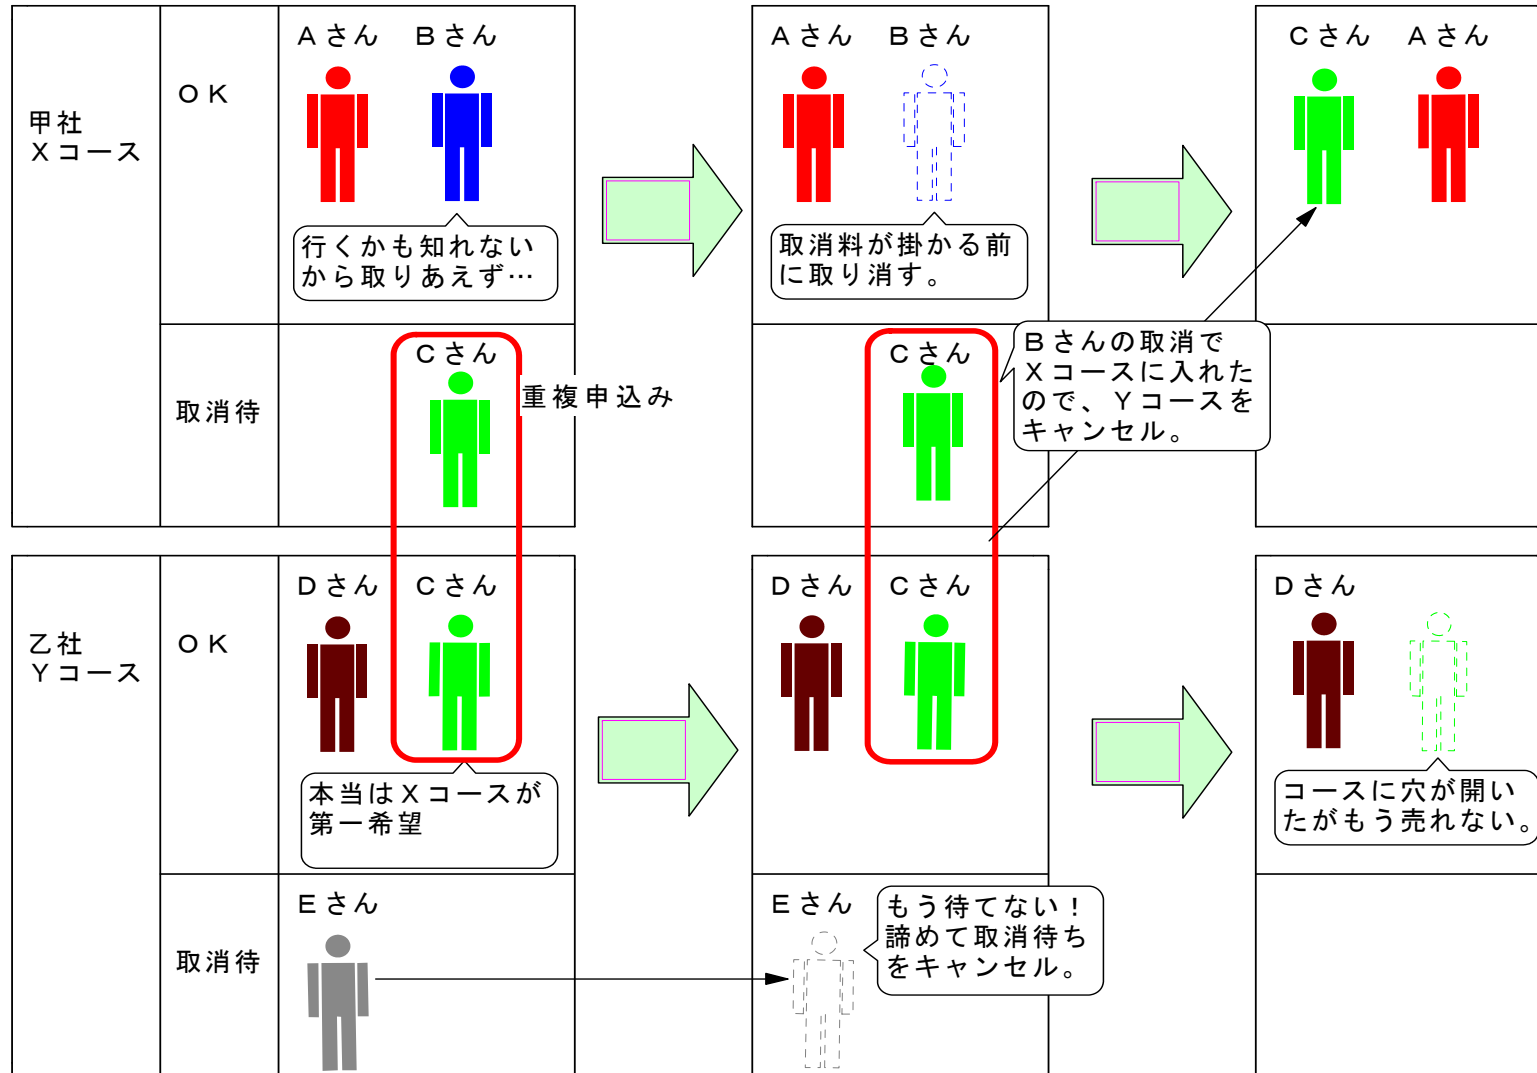 甲社
Ｘコース
ＯＫ
Ａさん　Ｂさん
行くかも知れない
から取りあえず…
取消待
Ｃさん
重複申込み
Ａさん　Ｂさん
取消料が掛かる前
に取り消す。
Ｃさん
Ｂさんの取消で
Ｘコースに入れた
ので、Ｙコースを
キャンセル。
Ｃさん　Ａさん
乙社
Ｙコース
ＯＫ
Ｄさん　Ｃさん
本当はＸコースが
第一希望
取消待
Ｅさん
Ｄさん　Ｃさん
Ｅさん
もう待てない！
諦めて取消待ち
をキャンセル。
Ｄさん
コースに穴が開い
たがもう売れない。